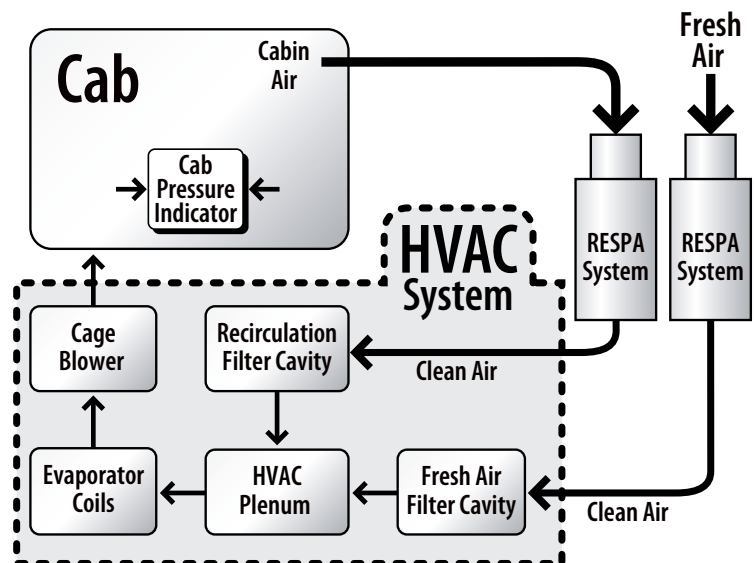 Cab
Cabin
Air
Fresh
Air
Cab
Pressure
Indicator
RESPA
System
RESPA
System
HVAC
System
Cage
Blower
Recirculation
Filter Cavity
Clean Air
Evaporator
Coils
HVAC
Plenum
Fresh Air
Filter Cavity
Clean Air